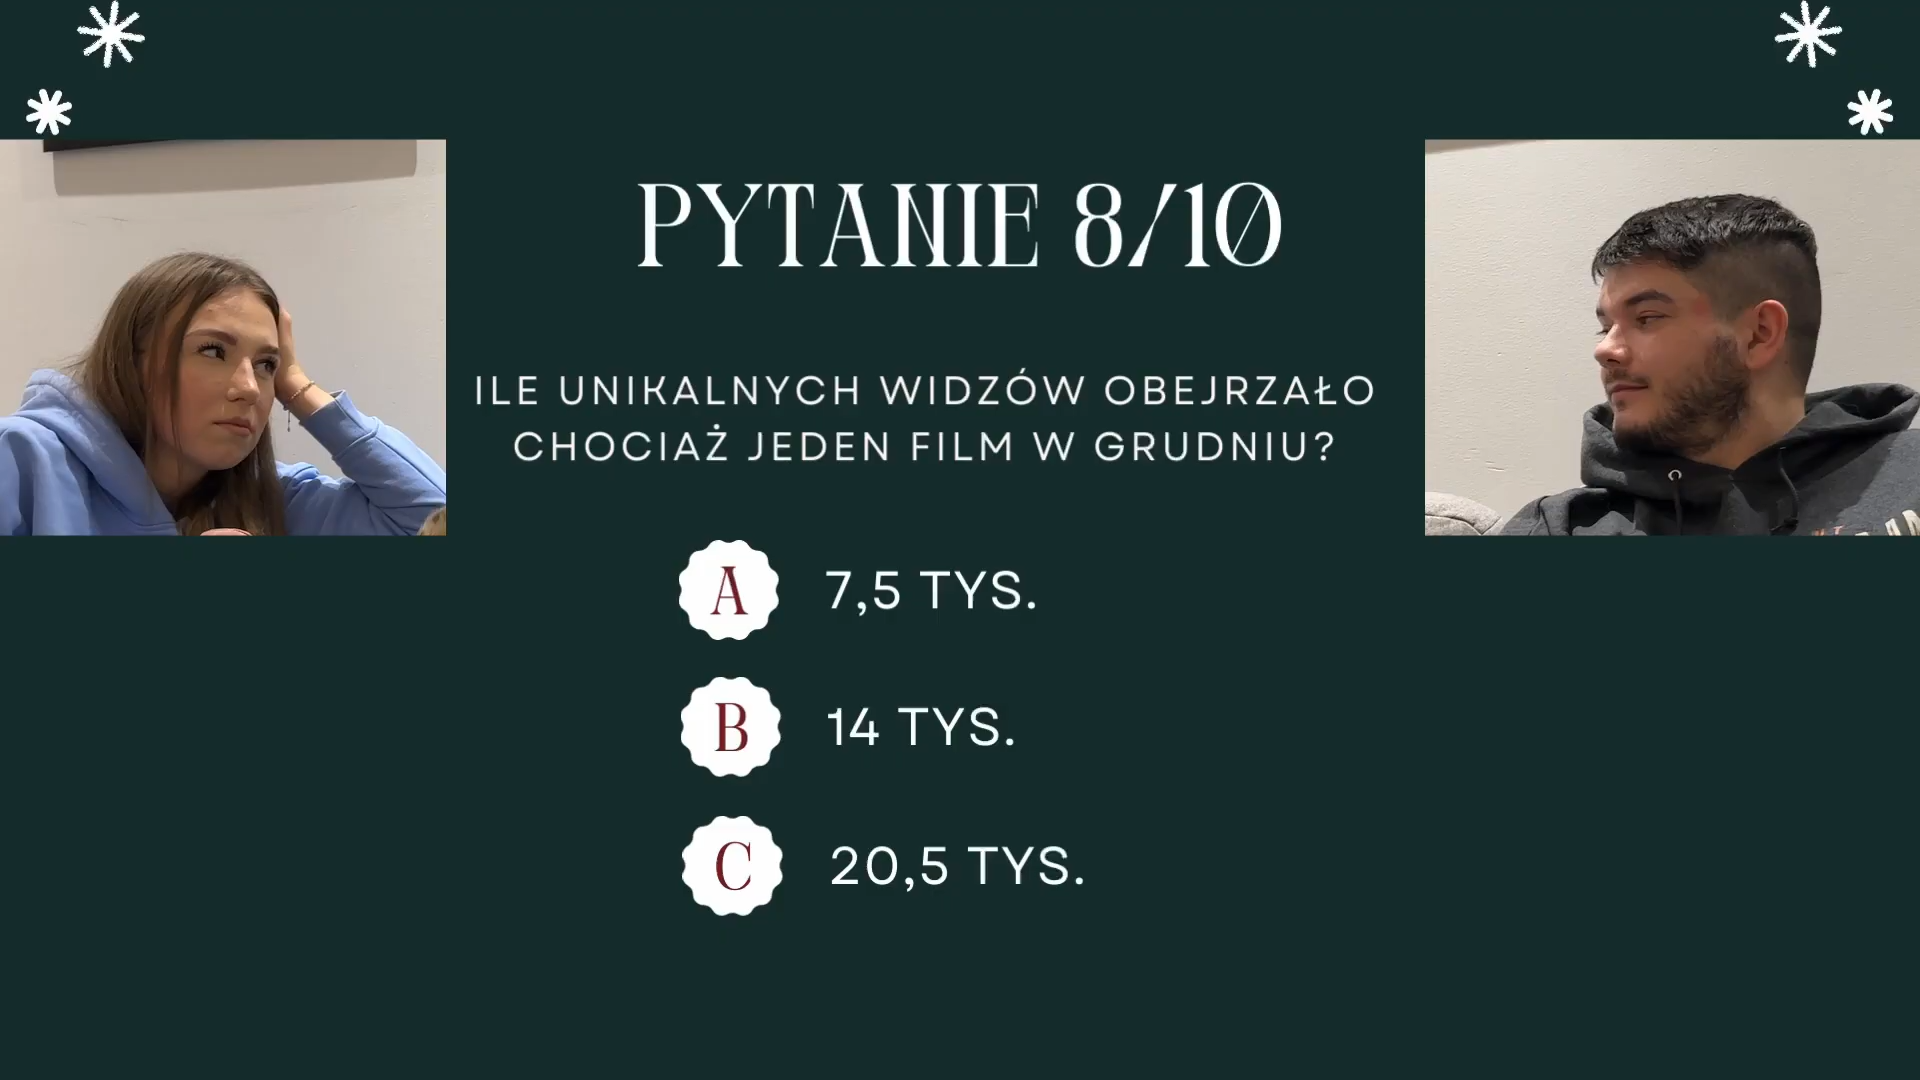 PYTANIE 8/10
ILE UNIKALNYCH WIDZÓW OBEJRZAŁO
CHOCIAŻ JEDEN FILM W GRUDNIU?
A 7,5 TYS.
B 14 TYS.
C 20,5 TYS.